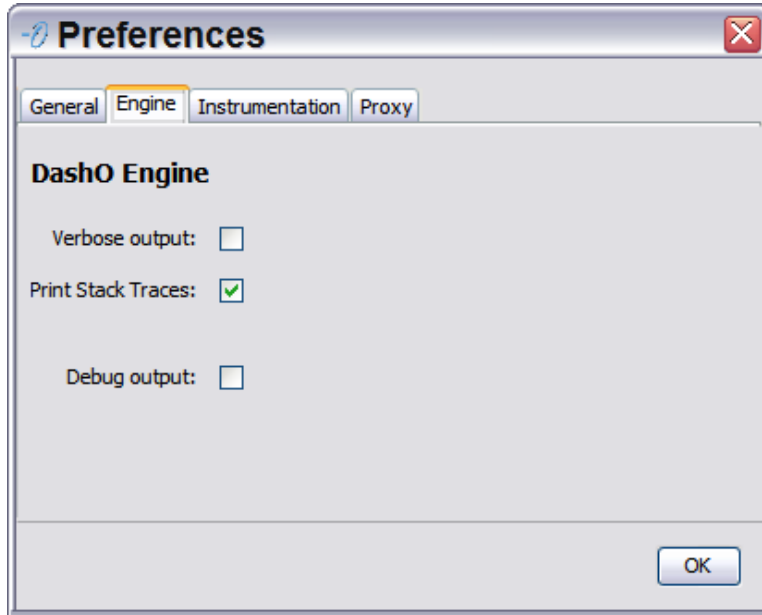 Preferences
General Engine Instrumentation Proxy
DashO Engine
Verbose output:
Print Stack Traces:
Debug output:
OK